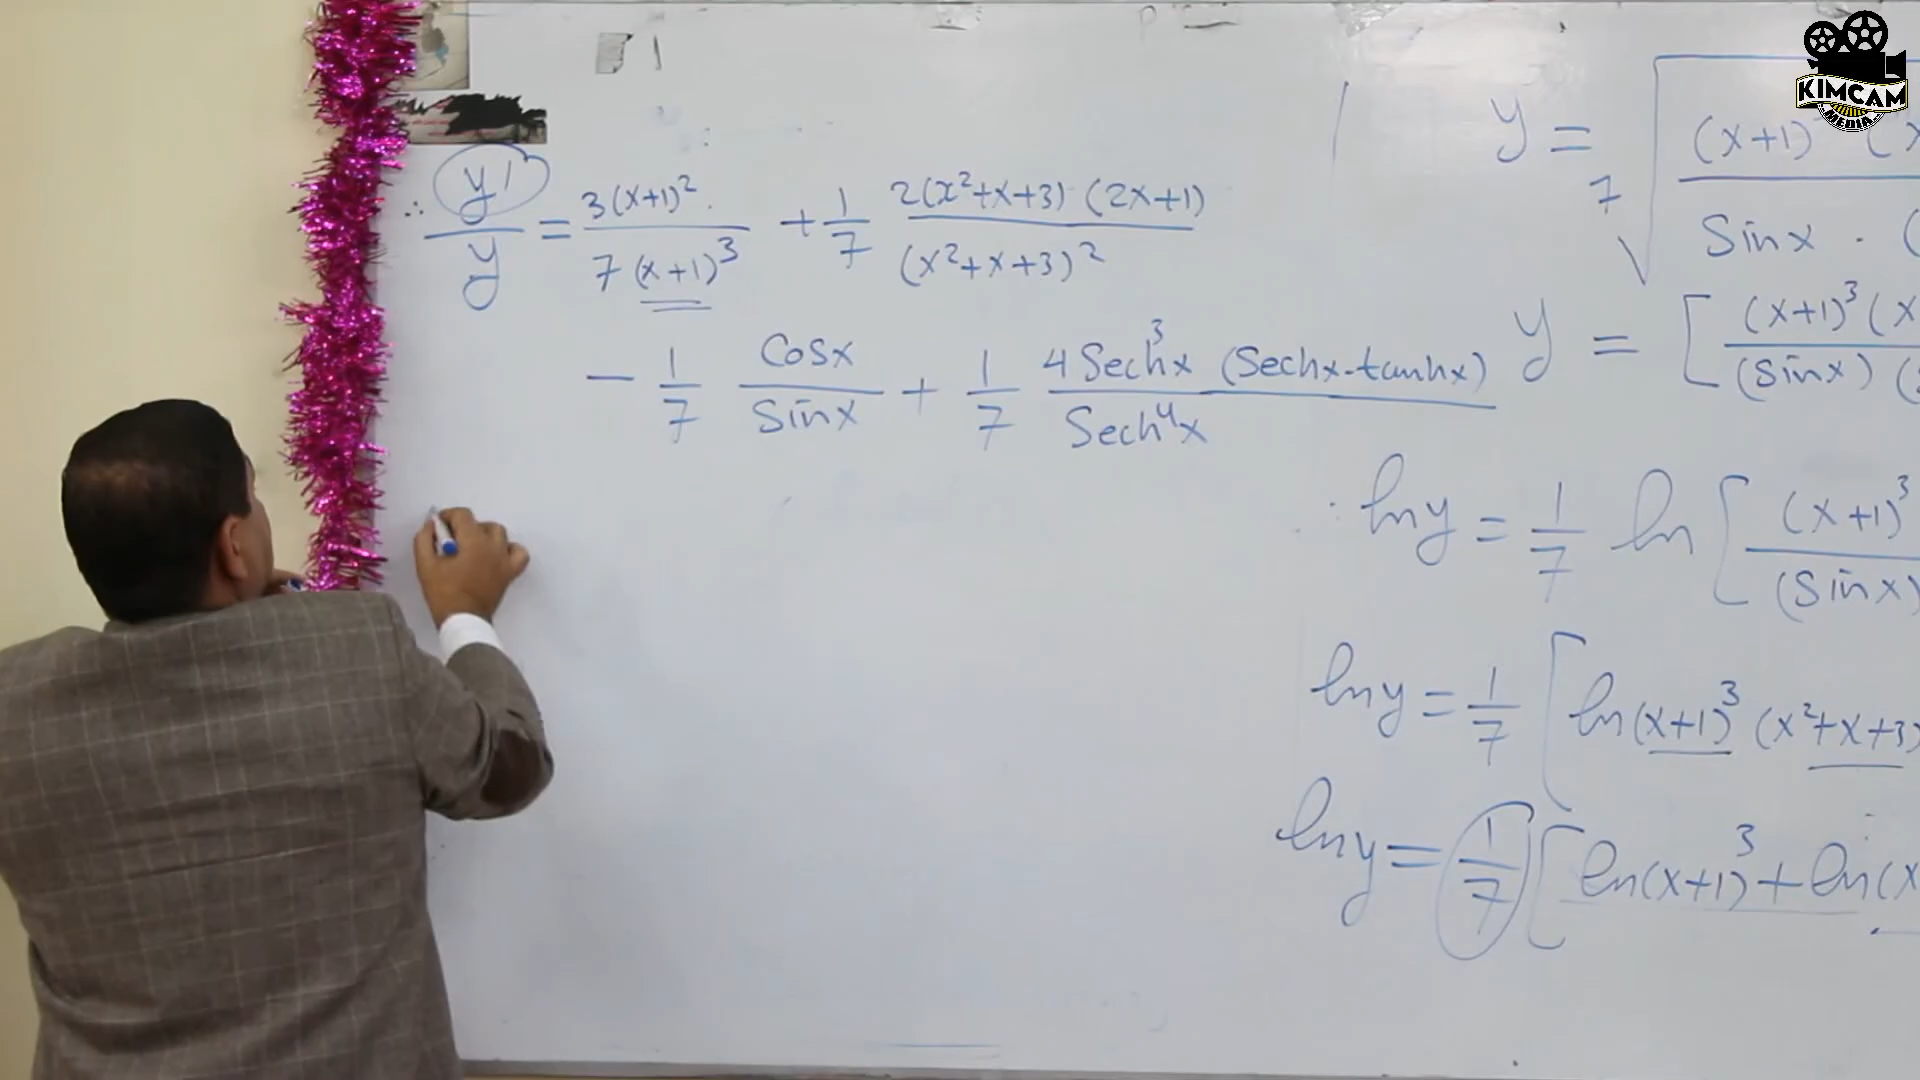 ∴ y'/y = 3(x+1)²/7(x+1)³ + 1/7 2(x²+x+3)·(2x+1)/(x²+x+3)²
- 1/7 Cosx/Sinx + 1/7 4Sech³x (Sechx-tanhx)/Sech⁴x
y = 7√ (x+1)
Sinx · (
y = [ (x+1)³(x
(Sinx) (
∴ lny = 1/7 ln [ (x+1)³
(Sinx)
lny = 1/7 [ ln(x+1)³ (x²+x+3)
lny = 1/7 [ ln(x+1)³ + ln(x
KIMCAM
MEDIA